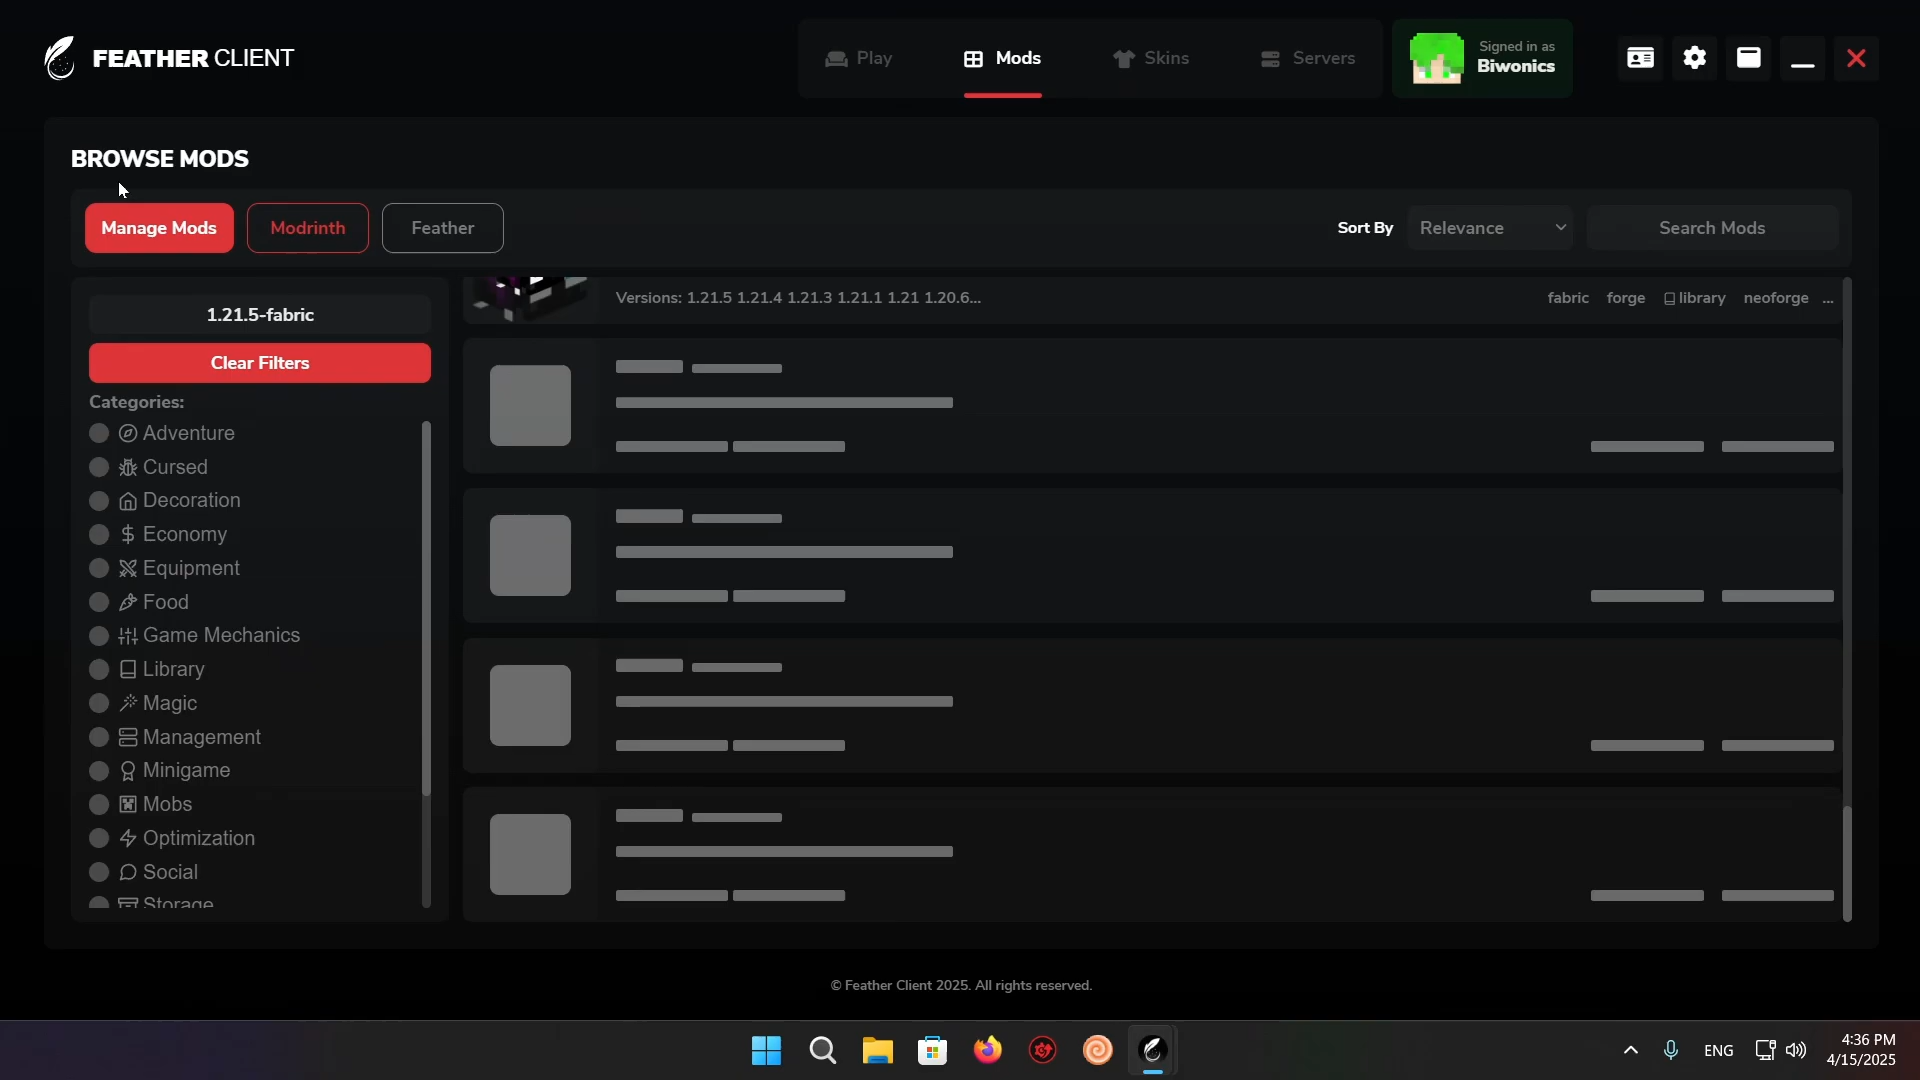 FEATHER CLIENT
Play
Mods
Skins
Servers
Signed in as
Biwonics
BROWSE MODS
Manage Mods
Modrinth
Feather
Sort By
Relevance
Search Mods
1.21.5-fabric
Clear Filters
Categories:
Adventure
Cursed
Decoration
Economy
Equipment
Food
Game Mechanics
Library
Magic
Management
Minigame
Mobs
Optimization
Social
Storage
Versions: 1.21.5 1.21.4 1.21.3 1.21.1 1.21 1.20.6...
fabric forge library neoforge ...
© Feather Client 2025. All rights reserved.
ENG
4:36 PM
4/15/2025